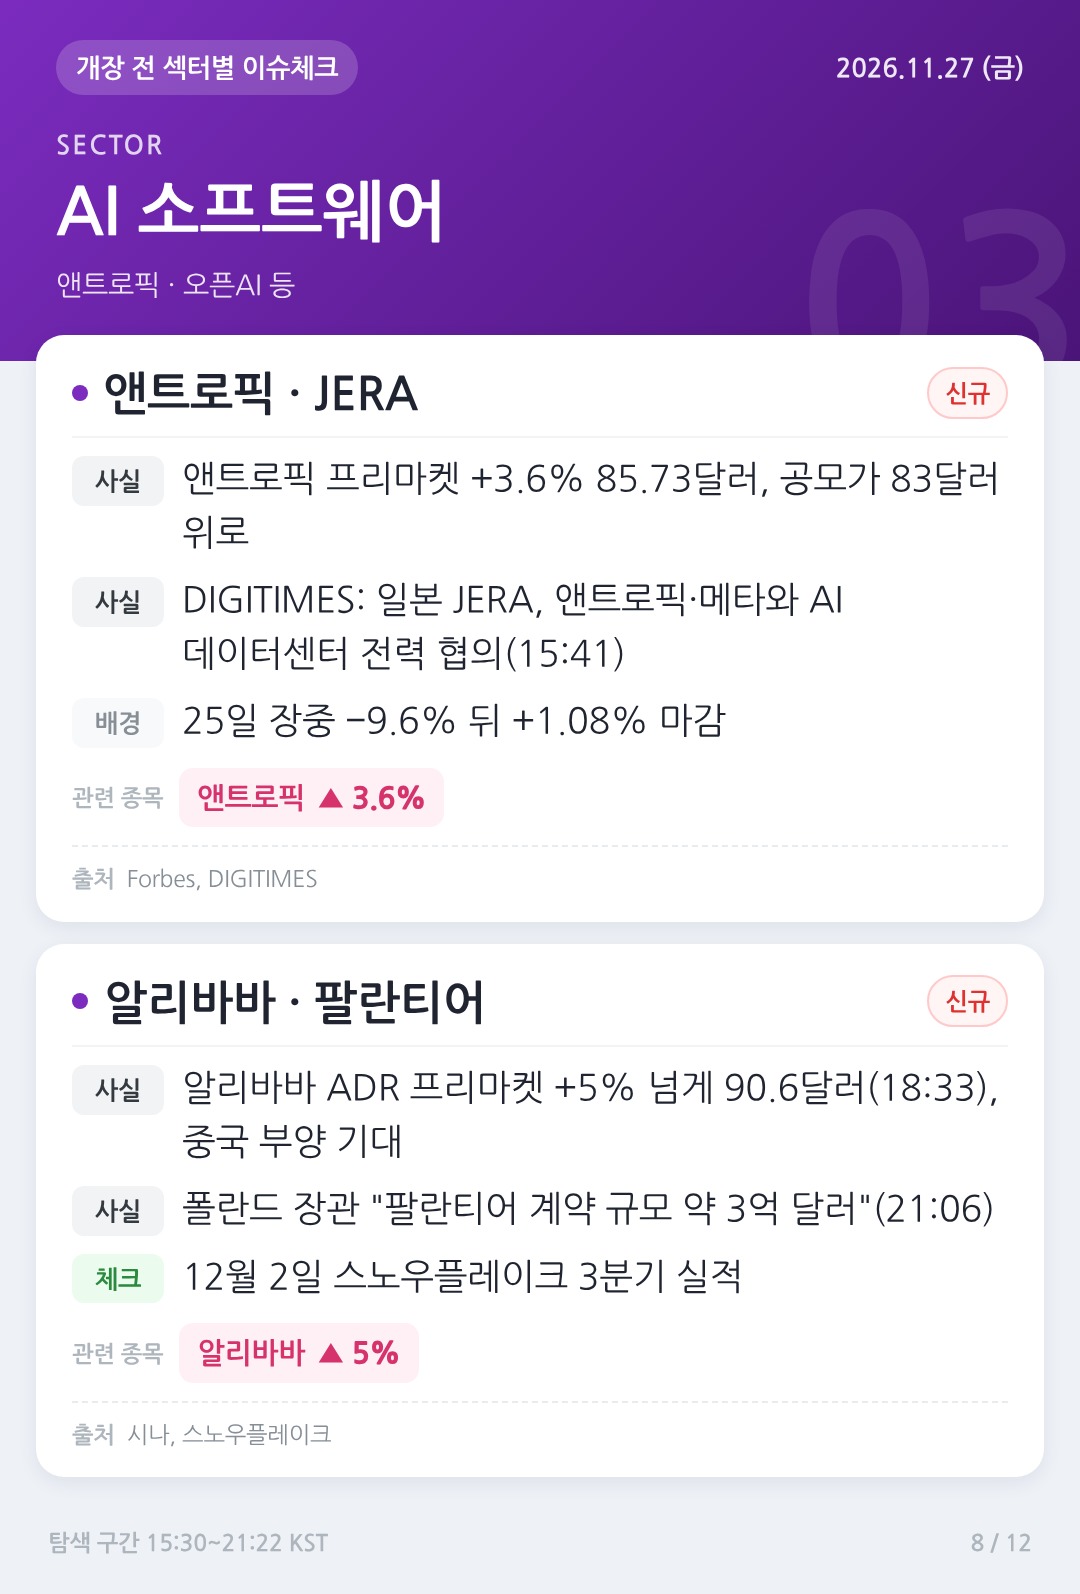 개장 전 섹터별 이슈체크
2026.11.27 (금)
SECTOR
AI 소프트웨어
앤트로픽 · 오픈AI 등
03
앤트로픽 · JERA
신규
사실 앤트로픽 프리마켓 +3.6% 85.73달러, 공모가 83달러
위로
사실 DIGITIMES: 일본 JERA, 앤트로픽·메타와 AI
데이터센터 전력 협의(15:41)
배경 25일 장중 −9.6% 뒤 +1.08% 마감
관련 종목 앤트로픽 ▲ 3.6%
출처 Forbes, DIGITIMES
알리바바 · 팔란티어
신규
사실 알리바바 ADR 프리마켓 +5% 넘게 90.6달러(18:33),
중국 부양 기대
사실 폴란드 장관 "팔란티어 계약 규모 약 3억 달러"(21:06)
체크 12월 2일 스노우플레이크 3분기 실적
관련 종목 알리바바 ▲ 5%
출처 시나, 스노우플레이크
탐색 구간 15:30~21:22 KST
8 / 12